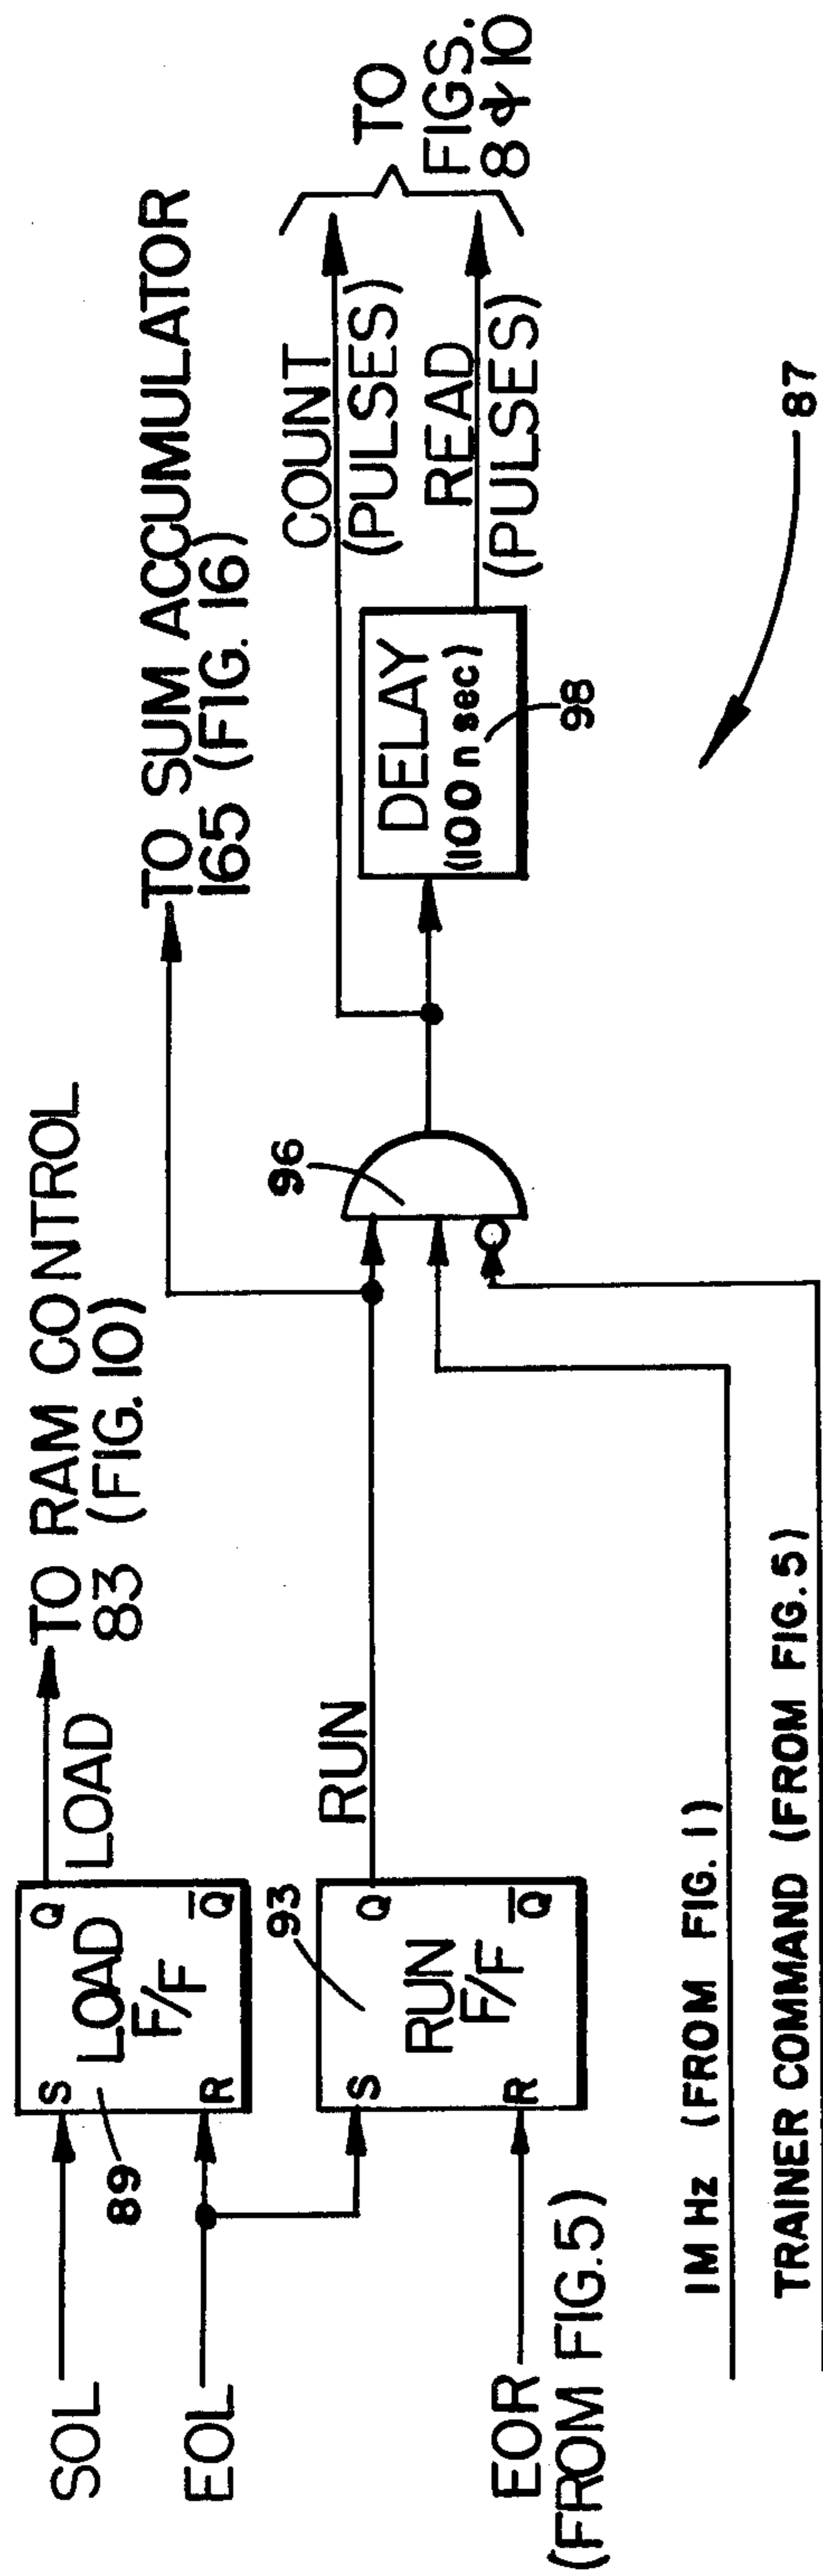 SOL
EOL
S
R
Q
Q̅
LOAD
F/F
89
LOAD
TO RAM CONTROL
83 (FIG. 10)
EOR
(FROM FIG. 5)
S
R
Q
Q̅
RUN
F/F
93
RUN
TO SUM ACCUMULATOR
165 (FIG. 16)
96
1M Hz (FROM FIG. 1)
TRAINER COMMAND (FROM FIG. 5)
DELAY
(100 n sec)
98
COUNT
(PULSES)
READ
(PULSES)
TO
FIGS.
8 & 10
87